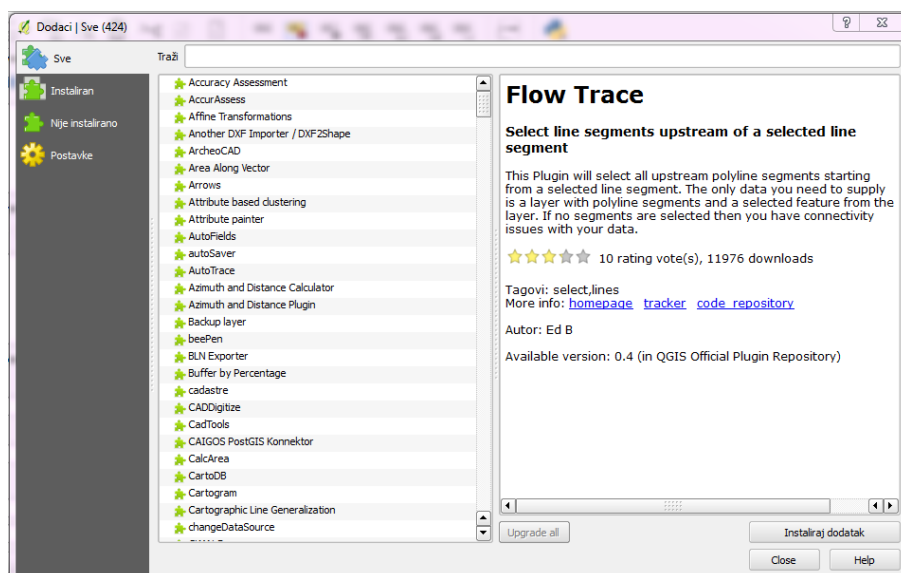 Dodaci | Sve (424)
Sve
Instaliran
Nije instalirano
Postavke
Traži
Accuracy Assessment
AccurAssess
Affine Transformations
Another DXF Importer / DXF2Shape
ArcheoCAD
Area Along Vector
Arrows
Attribute based clustering
Attribute painter
AutoFields
autoSaver
AutoTrace
Azimuth and Distance Calculator
Azimuth and Distance Plugin
Backup layer
beePen
BLN Exporter
Buffer by Percentage
cadastre
CADDigitize
CadTools
CAIGOS PostGIS Konnektor
CalcArea
CartoDB
Cartogram
Cartographic Line Generalization
changeDataSource
Flow Trace
Select line segments upstream of a selected line
segment
This Plugin will select all upstream polyline segments starting
from a selected line segment. The only data you need to supply
is a layer with polyline segments and a selected feature from the
layer. If no segments are selected then you have connectivity
issues with your data.
10 rating vote(s), 11976 downloads
Tagovi: select,lines
More info: homepage tracker code_repository
Autor: Ed B
Available version: 0.4 (in QGIS Official Plugin Repository)
Upgrade all
Instaliraj dodatak
Close
Help